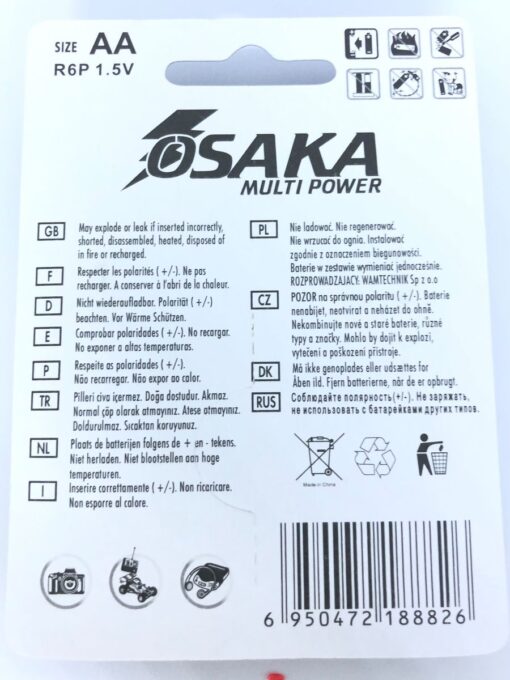 SIZE AA
R6P 1.5V
OSAKA
MULTI POWER
GB
May explode or leak if inserted incorrectly,
shorted, disassembled, heated, disposed of
in fire or recharged.
F
Respecter les polarités (+/-). Ne pas
recharger. A conserver à l'abri de la chaleur.
D
Nicht wiederaufladbar. Polarität (+/-)
beachten. Vor Wärme Schützen.
E
Comprobar polaridades (+/-). No recargar.
No exponer a altas temperaturas.
P
Respeite as polaridades (+/-).
Não recarregar. Não expor ao calor.
TR
Pilleri civa içermez. Doğa dostudur. Akmaz.
Normal çöp olarak atmayınız. Atese atmayınız.
Doldurulmaz. Sıcaktan koruyunuz.
NL
Plaats de batterijen folgens de + en - tekens.
Niet herladen. Niet blootstellen aan hoge
temperaturen.
I
Inserire correttamente (+/-). Non ricaricare.
Non esporre al calore.
PL
Nie ladować. Nie regenerować.
Nie wrzucać do ognia. Instalować
zgodnie z oznaczeniem biegunowości.
Baterie w zestawie wymieniać jednocześnie.
ROZPROWADZAJĄCY: WAMTECHNIK Sp z o.o
CZ
POZOR na správnou polaritu (+/-). Baterie
nenabíjet, neotvírat a neházet do ohně.
Nekombinujte nové a staré baterie, různé
typy a značky. Mohlo by dojít k explozi,
vytečení a poškození přístroje.
DK
Må ikke genoplades eller udsættes for
Åben ild. Fjern batterierne, når de er opbrugt.
RUS
Соблюдайте полярность(+/-). Не заряжать,
не использовать с батарейками других типов.
Made in China
6 950472 188826